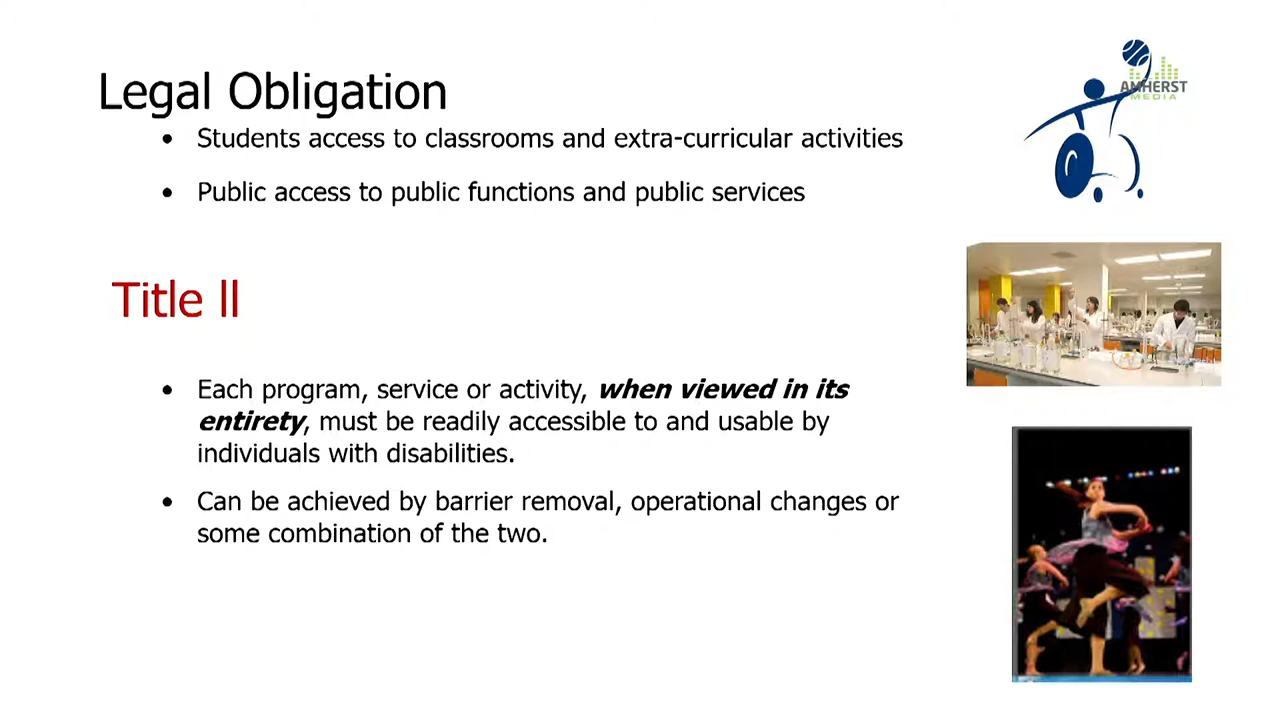 Legal Obligation
• Students access to classrooms and extra-curricular activities
• Public access to public functions and public services
AMHERST
MEDIA
Title ll
• Each program, service or activity, when viewed in its
entirety, must be readily accessible to and usable by
individuals with disabilities.
• Can be achieved by barrier removal, operational changes or
some combination of the two.